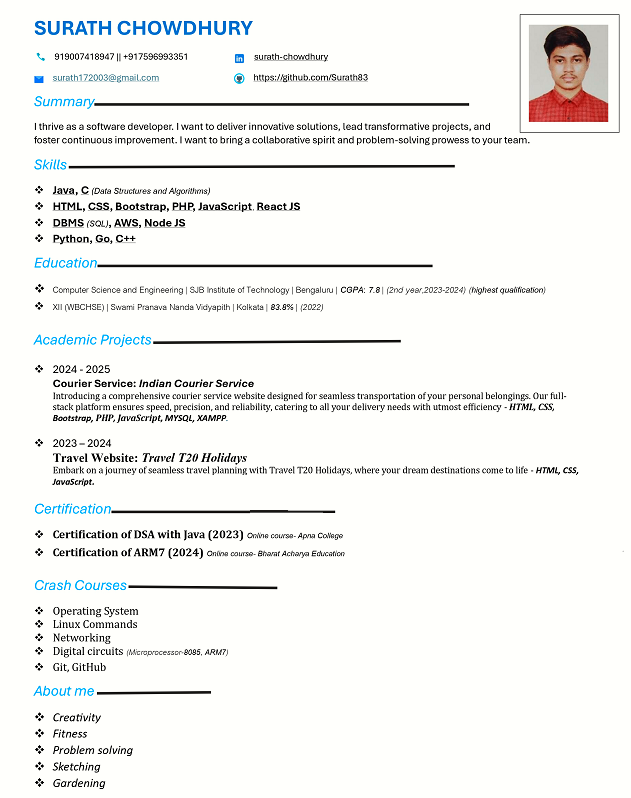 SURATH CHOWDHURY
919007418947 || +917596993351
surath-chowdhury
surath172003@gmail.com
https://github.com/Surath83
Summary
I thrive as a software developer. I want to deliver innovative solutions, lead transformative projects, and
foster continuous improvement. I want to bring a collaborative spirit and problem-solving prowess to your team.
Skills
❖ Java, C (Data Structures and Algorithms)
❖ HTML, CSS, Bootstrap, PHP, JavaScript, React JS
❖ DBMS (SQL), AWS, Node JS
❖ Python, Go, C++
Education
❖ Computer Science and Engineering | SJB Institute of Technology | Bengaluru | CGPA: 7.8 | (2nd year,2023-2024) (highest qualification)
❖ XII (WBCHSE) | Swami Pranava Nanda Vidyapith | Kolkata | 83.8% | (2022)
Academic Projects
❖ 2024 - 2025
Courier Service: Indian Courier Service
Introducing a comprehensive courier service website designed for seamless transportation of your personal belongings. Our full-
stack platform ensures speed, precision, and reliability, catering to all your delivery needs with utmost efficiency - HTML, CSS,
Bootstrap, PHP, JavaScript, MYSQL, XAMPP.
❖ 2023 – 2024
Travel Website: Travel T20 Holidays
Embark on a journey of seamless travel planning with Travel T20 Holidays, where your dream destinations come to life - HTML, CSS,
JavaScript.
Certification
❖ Certification of DSA with Java (2023) Online course- Apna College
❖ Certification of ARM7 (2024) Online course- Bharat Acharya Education
Crash Courses
❖ Operating System
❖ Linux Commands
❖ Networking
❖ Digital circuits (Microprocessor-8085, ARM7)
❖ Git, GitHub
About me
❖ Creativity
❖ Fitness
❖ Problem solving
❖ Sketching
❖ Gardening